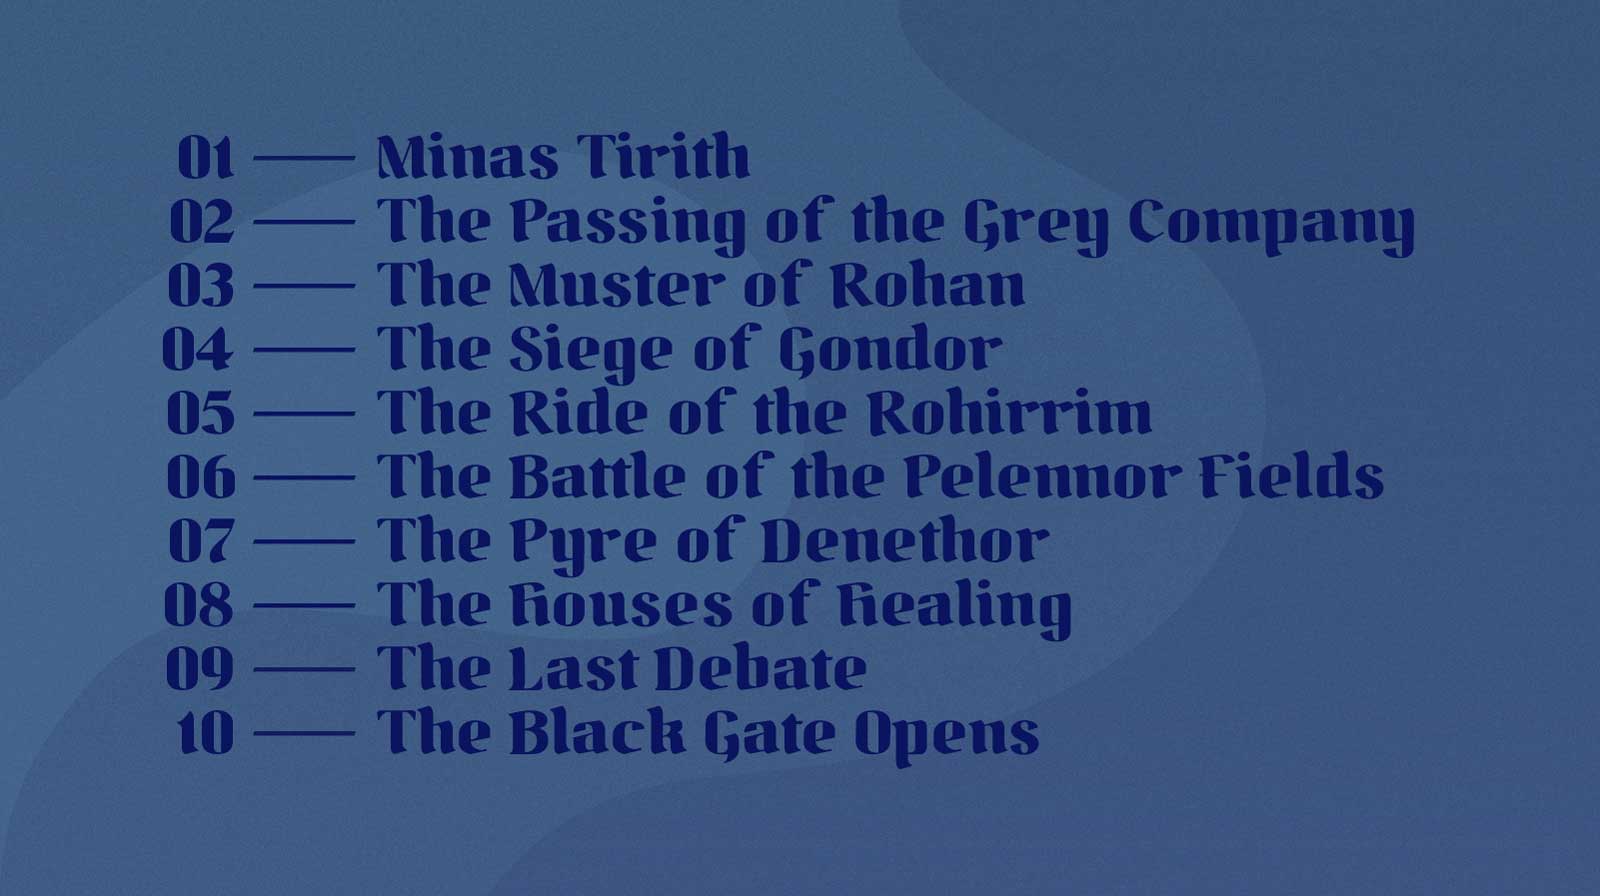 01 — Minas Tirith
02 — The Passing of the Grey Company
03 — The Muster of Rohan
04 — The Siege of Gondor
05 — The Ride of the Rohirrim
06 — The Battle of the Pelennor Fields
07 — The Pyre of Denethor
08 — The Houses of Healing
09 — The Last Debate
10 — The Black Gate Opens